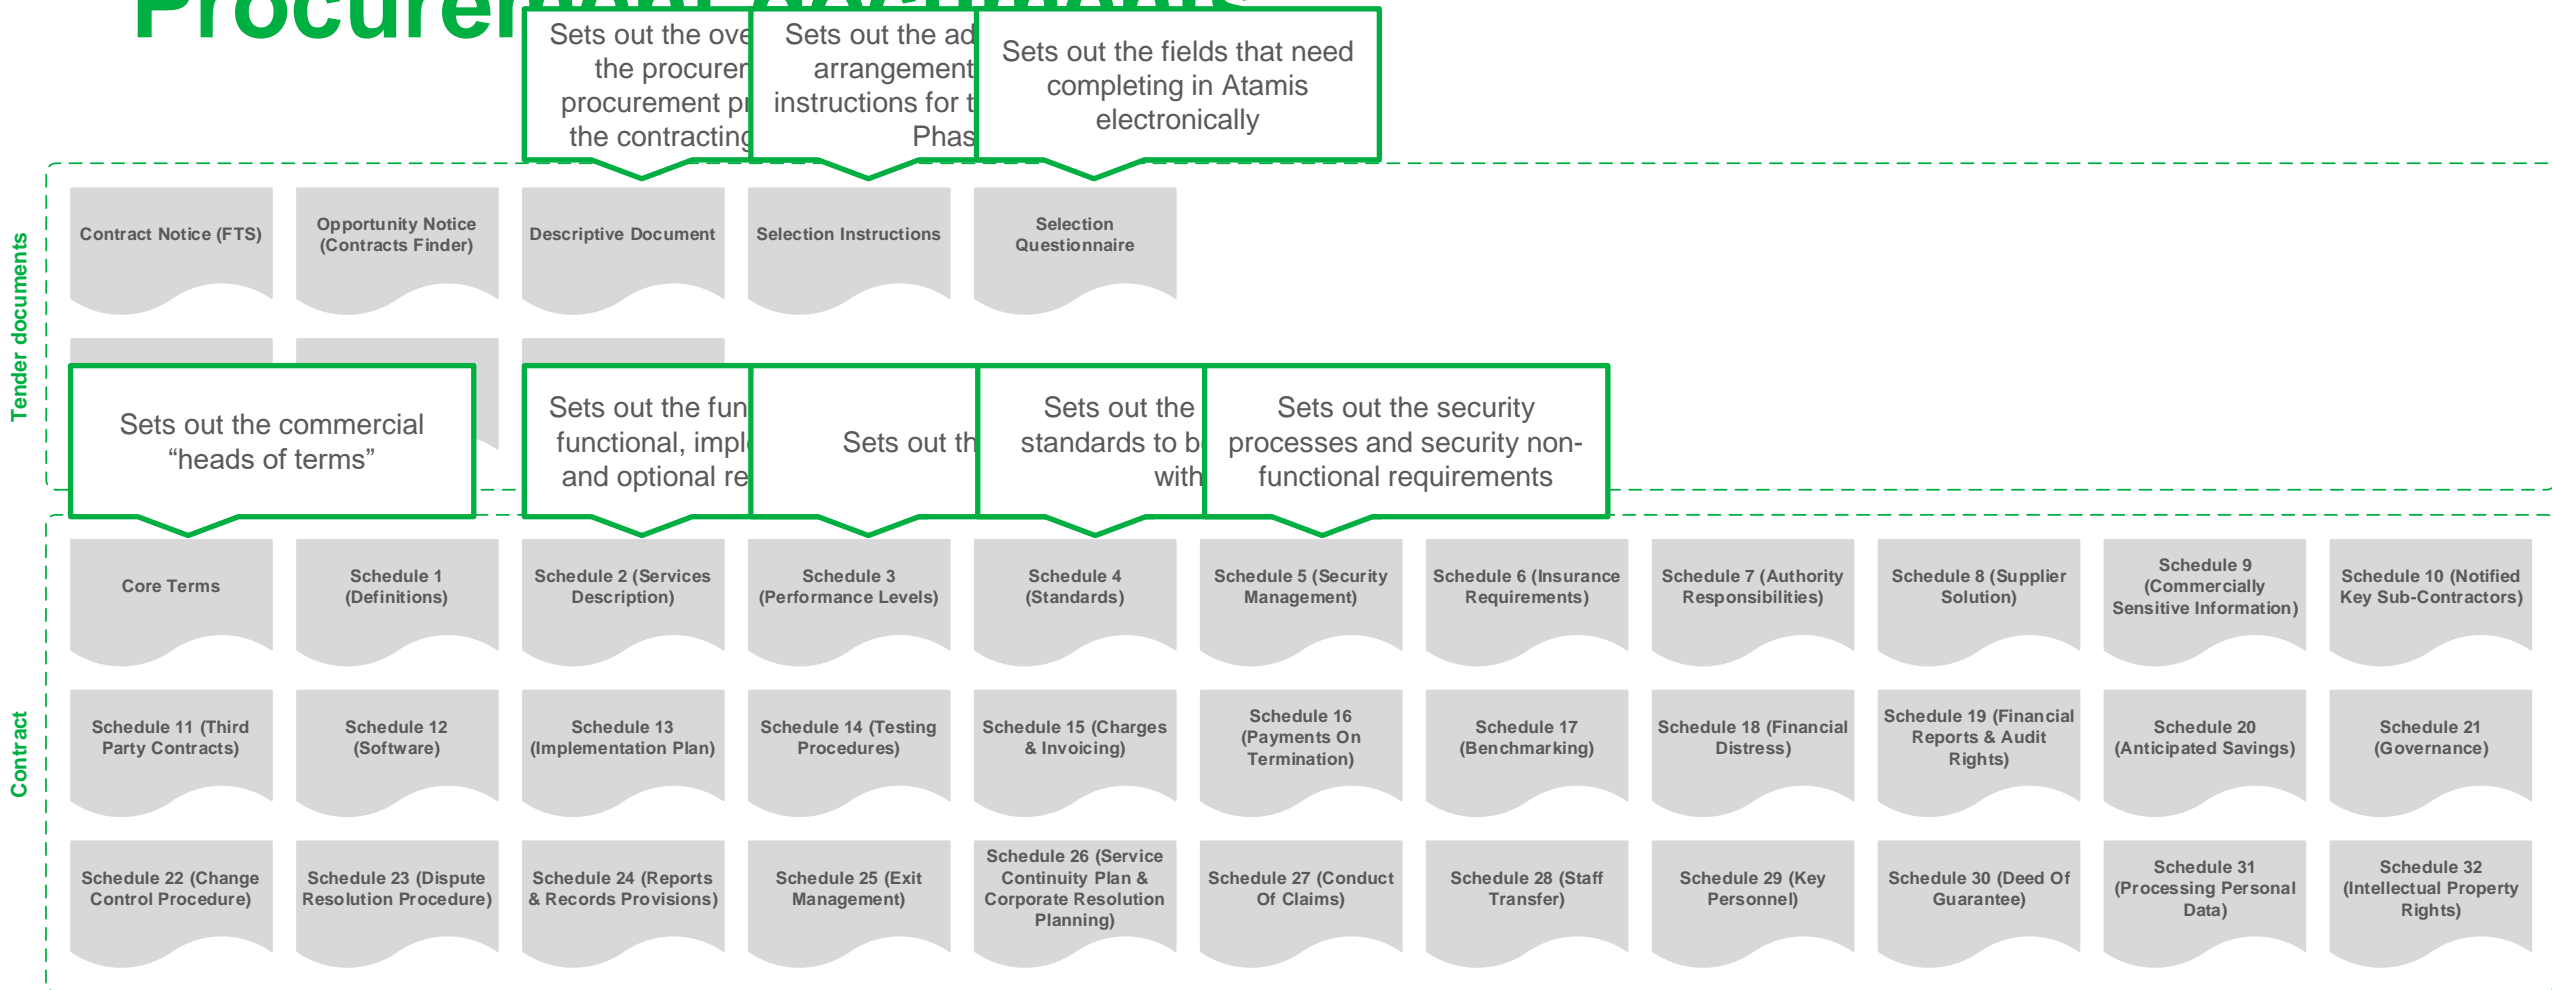 Procurement documents
Sets out the
the
the contracting
Sets out the
arrangement
instructions for
Sets out the fields that need
completing in Atamis
electronically
Tender documents
Contract Notice (FTS)
Opportunity Notice
(Contracts Finder)
Descriptive Document
Selection Instructions
Selection
Questionnaire
Sets out the commercial
“heads of terms”
Sets out the
functional,
and optional
Sets out
Sets out the
standards to
with
Sets out the security
processes and security non-
functional requirements
Contract
Core Terms
Schedule 1
(Definitions)
Schedule 2 (Services
Description)
Schedule 3
(Performance Levels)
Schedule 4
(Standards)
Schedule 5 (Security
Management)
Schedule 6 (Insurance
Requirements)
Schedule 7 (Authority
Responsibilities)
Schedule 8 (Supplier
Solution)
Schedule 9
(Commercially
Sensitive Information)
Schedule 10 (Notified
Key Sub-Contractors)
Schedule 11 (Third
Party Contracts)
Schedule 12
(Software)
Schedule 13
(Implementation Plan)
Schedule 14 (Testing
Procedures)
Schedule 15 (Charges
& Invoicing)
Schedule 16
(Payments On
Termination)
Schedule 17
(Benchmarking)
Schedule 18 (Financial
Distress)
Schedule 19 (Financial
Reports & Audit
Rights)
Schedule 20
(Anticipated Savings)
Schedule 21
(Governance)
Schedule 22 (Change
Control Procedure)
Schedule 23 (Dispute
Resolution Procedure)
Schedule 24 (Reports
& Records Provisions)
Schedule 25 (Exit
Management)
Schedule 26 (Service
Continuity Plan &
Corporate Resolution
Planning)
Schedule 27 (Conduct
Of Claims)
Schedule 28 (Staff
Transfer)
Schedule 29 (Key
Personnel)
Schedule 30 (Deed Of
Guarantee)
Schedule 31
(Processing Personal
Data)
Schedule 32
(Intellectual Property
Rights)